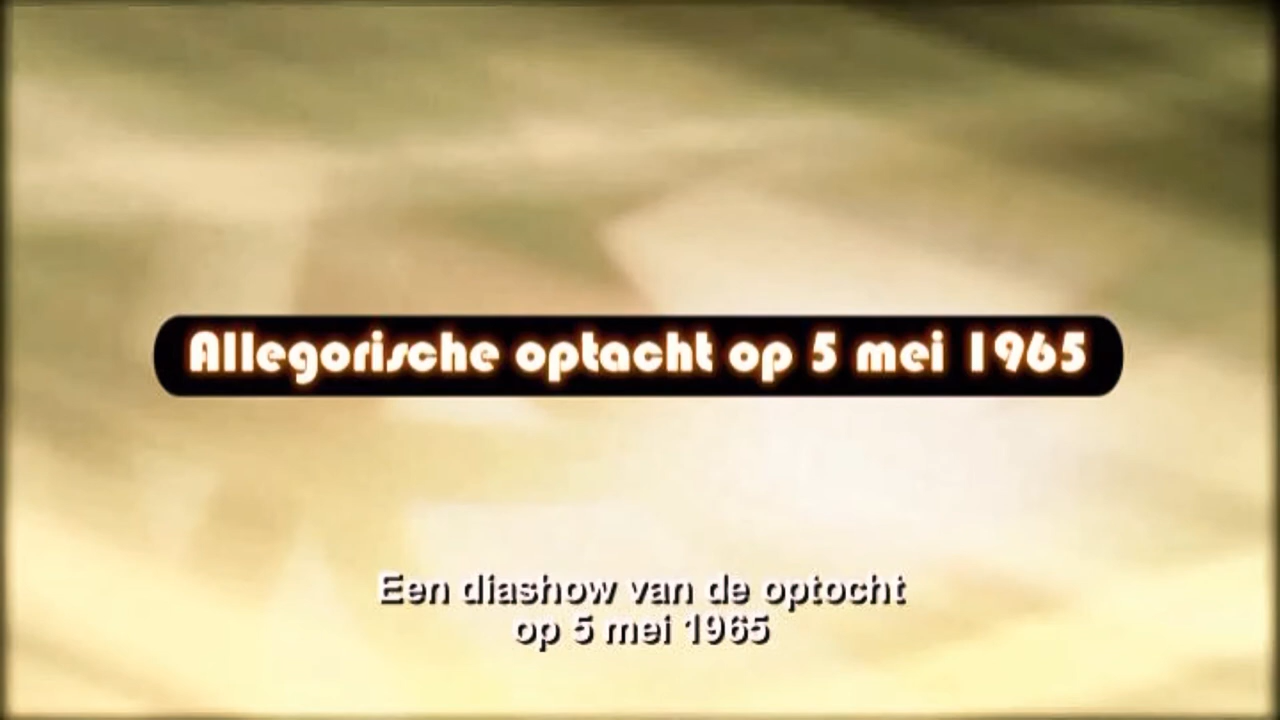 Allegorische optacht op 5 mei 1965
Een diashow van de optocht
op 5 mei 1965